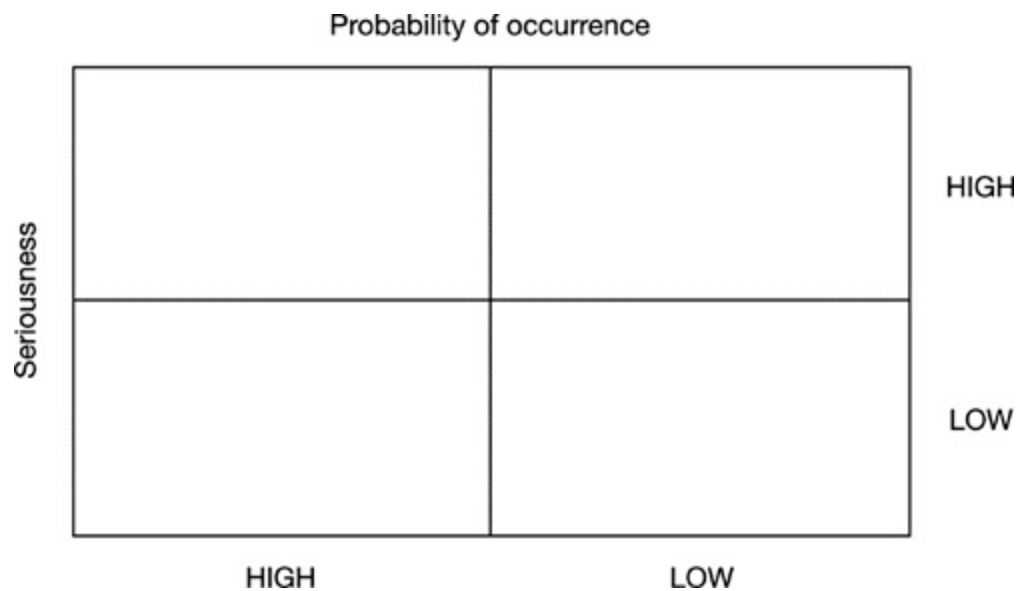 Probability of occurrence
Seriousness
HIGH
LOW
HIGH
LOW